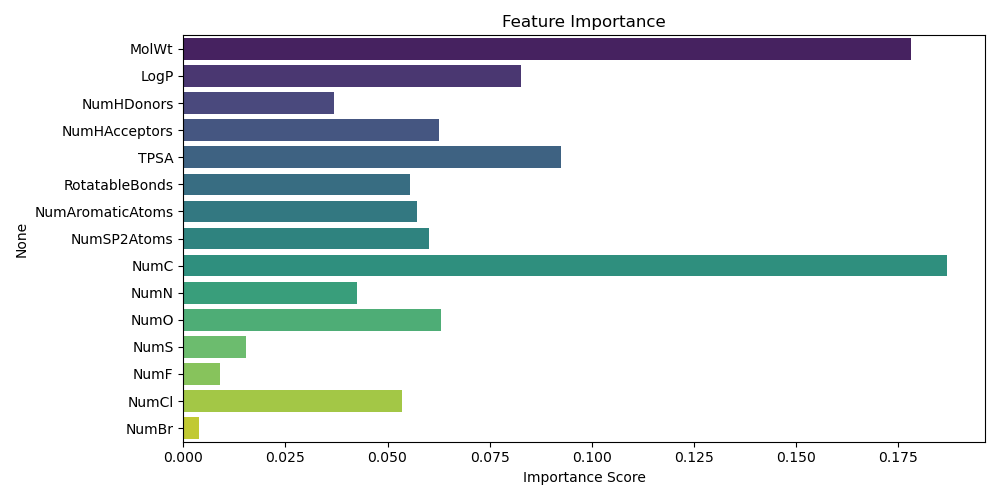 Feature Importance
MolWt
LogP
NumHDonors
NumHAcceptors
TPSA
RotatableBonds
NumAromaticAtoms
NumSP2Atoms
NumC
NumN
NumO
NumS
NumF
NumCl
NumBr
None
0.000 0.025 0.050 0.075 0.100 0.125 0.150 0.175
Importance Score